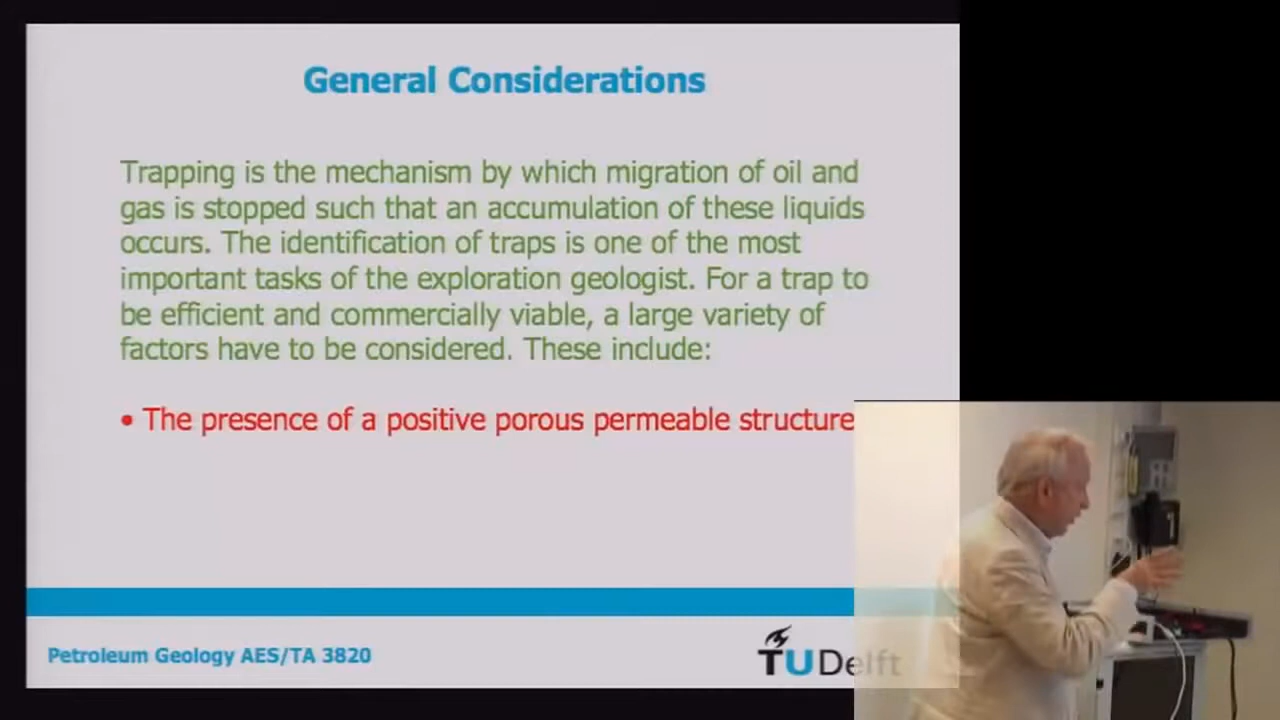 General Considerations
Trapping is the mechanism by which migration of oil and
gas is stopped such that an accumulation of these liquids
occurs. The identification of traps is one of the most
important tasks of the exploration geologist. For a trap to
be efficient and commercially viable, a large variety of
factors have to be considered. These include:
• The presence of a positive porous permeable structure
Petroleum Geology AES/TA 3820
TU Delft